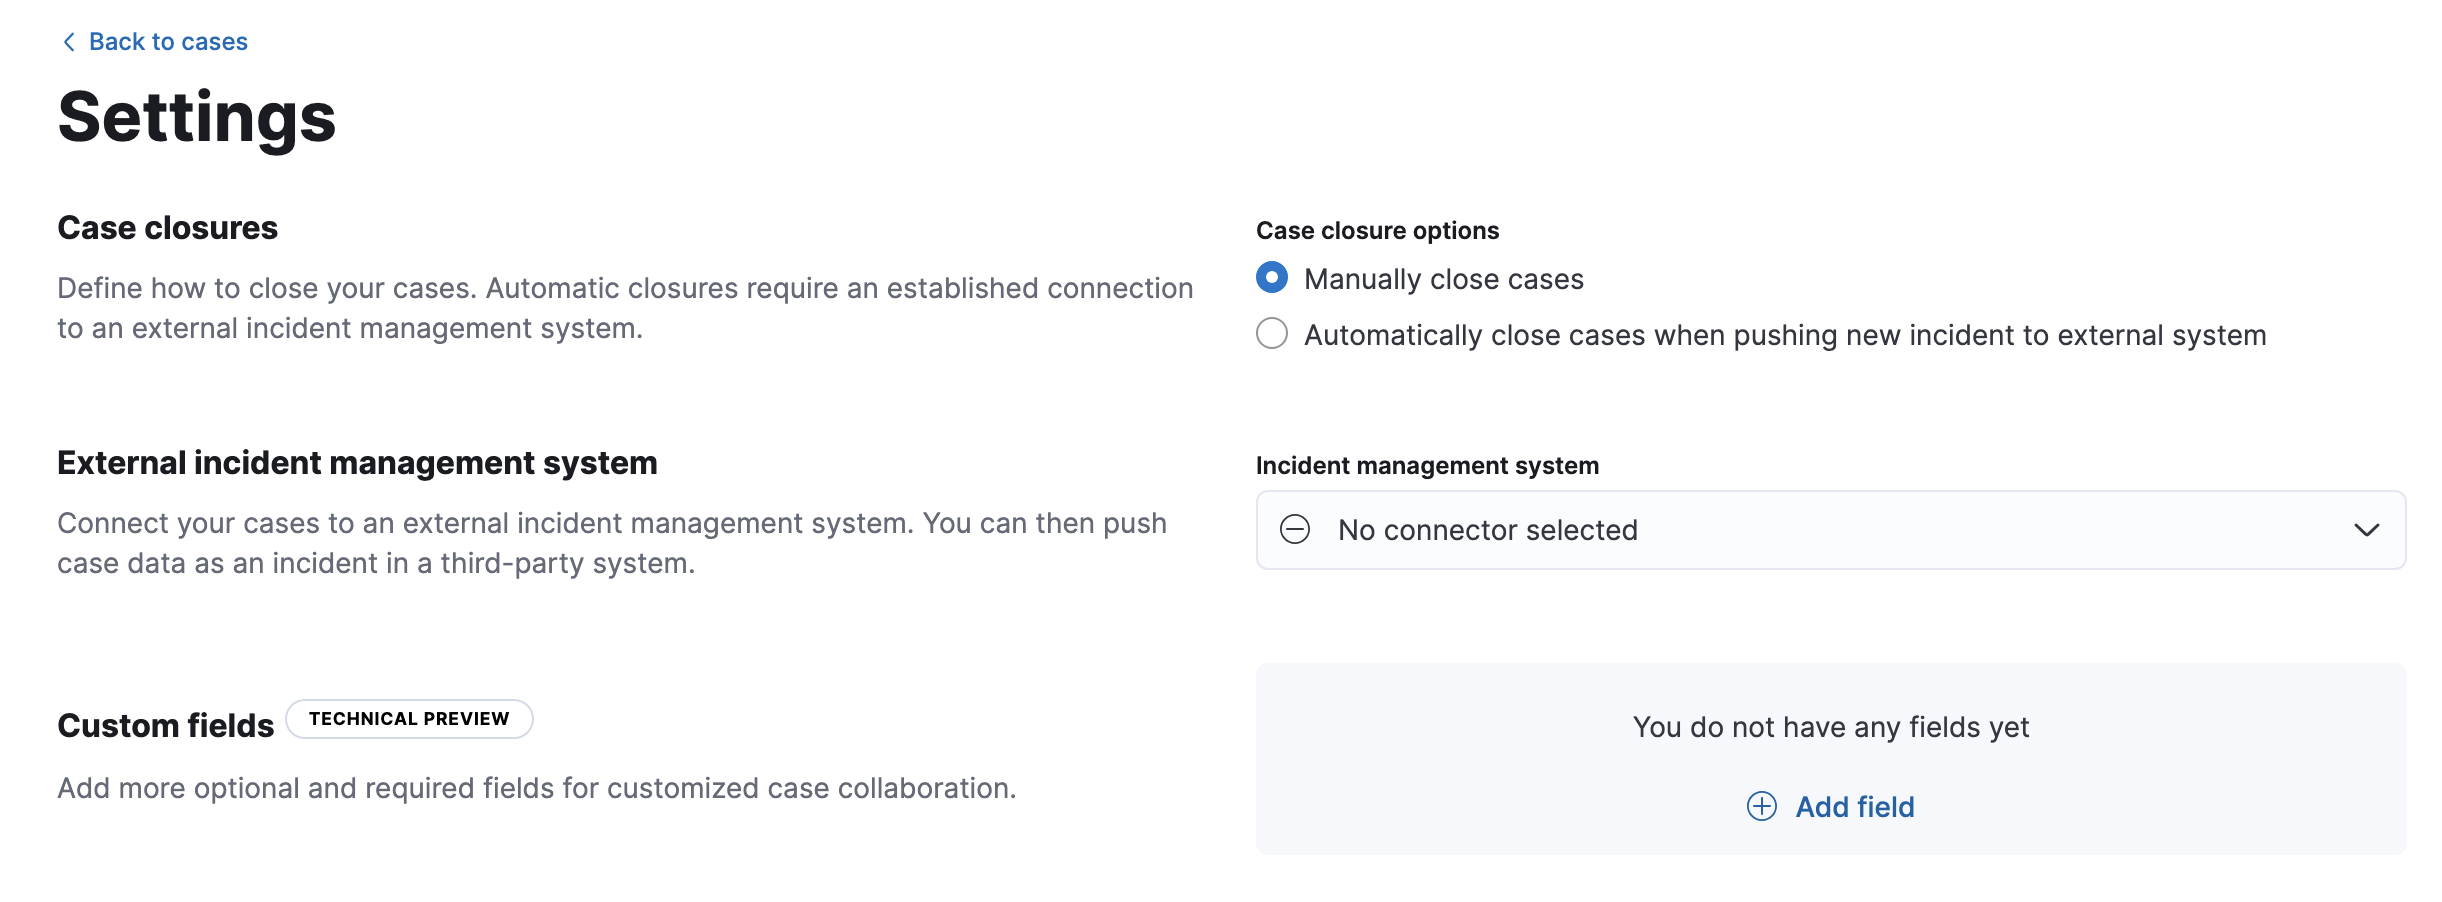 Back to cases
Settings
Case closures
Define how to close your cases. Automatic closures require an established connection
to an external incident management system.
Case closure options
Manually close cases
Automatically close cases when pushing new incident to external system
External incident management system
Connect your cases to an external incident management system. You can then push
case data as an incident in a third-party system.
Incident management system
No connector selected
Custom fields TECHNICAL PREVIEW
Add more optional and required fields for customized case collaboration.
You do not have any fields yet
Add field